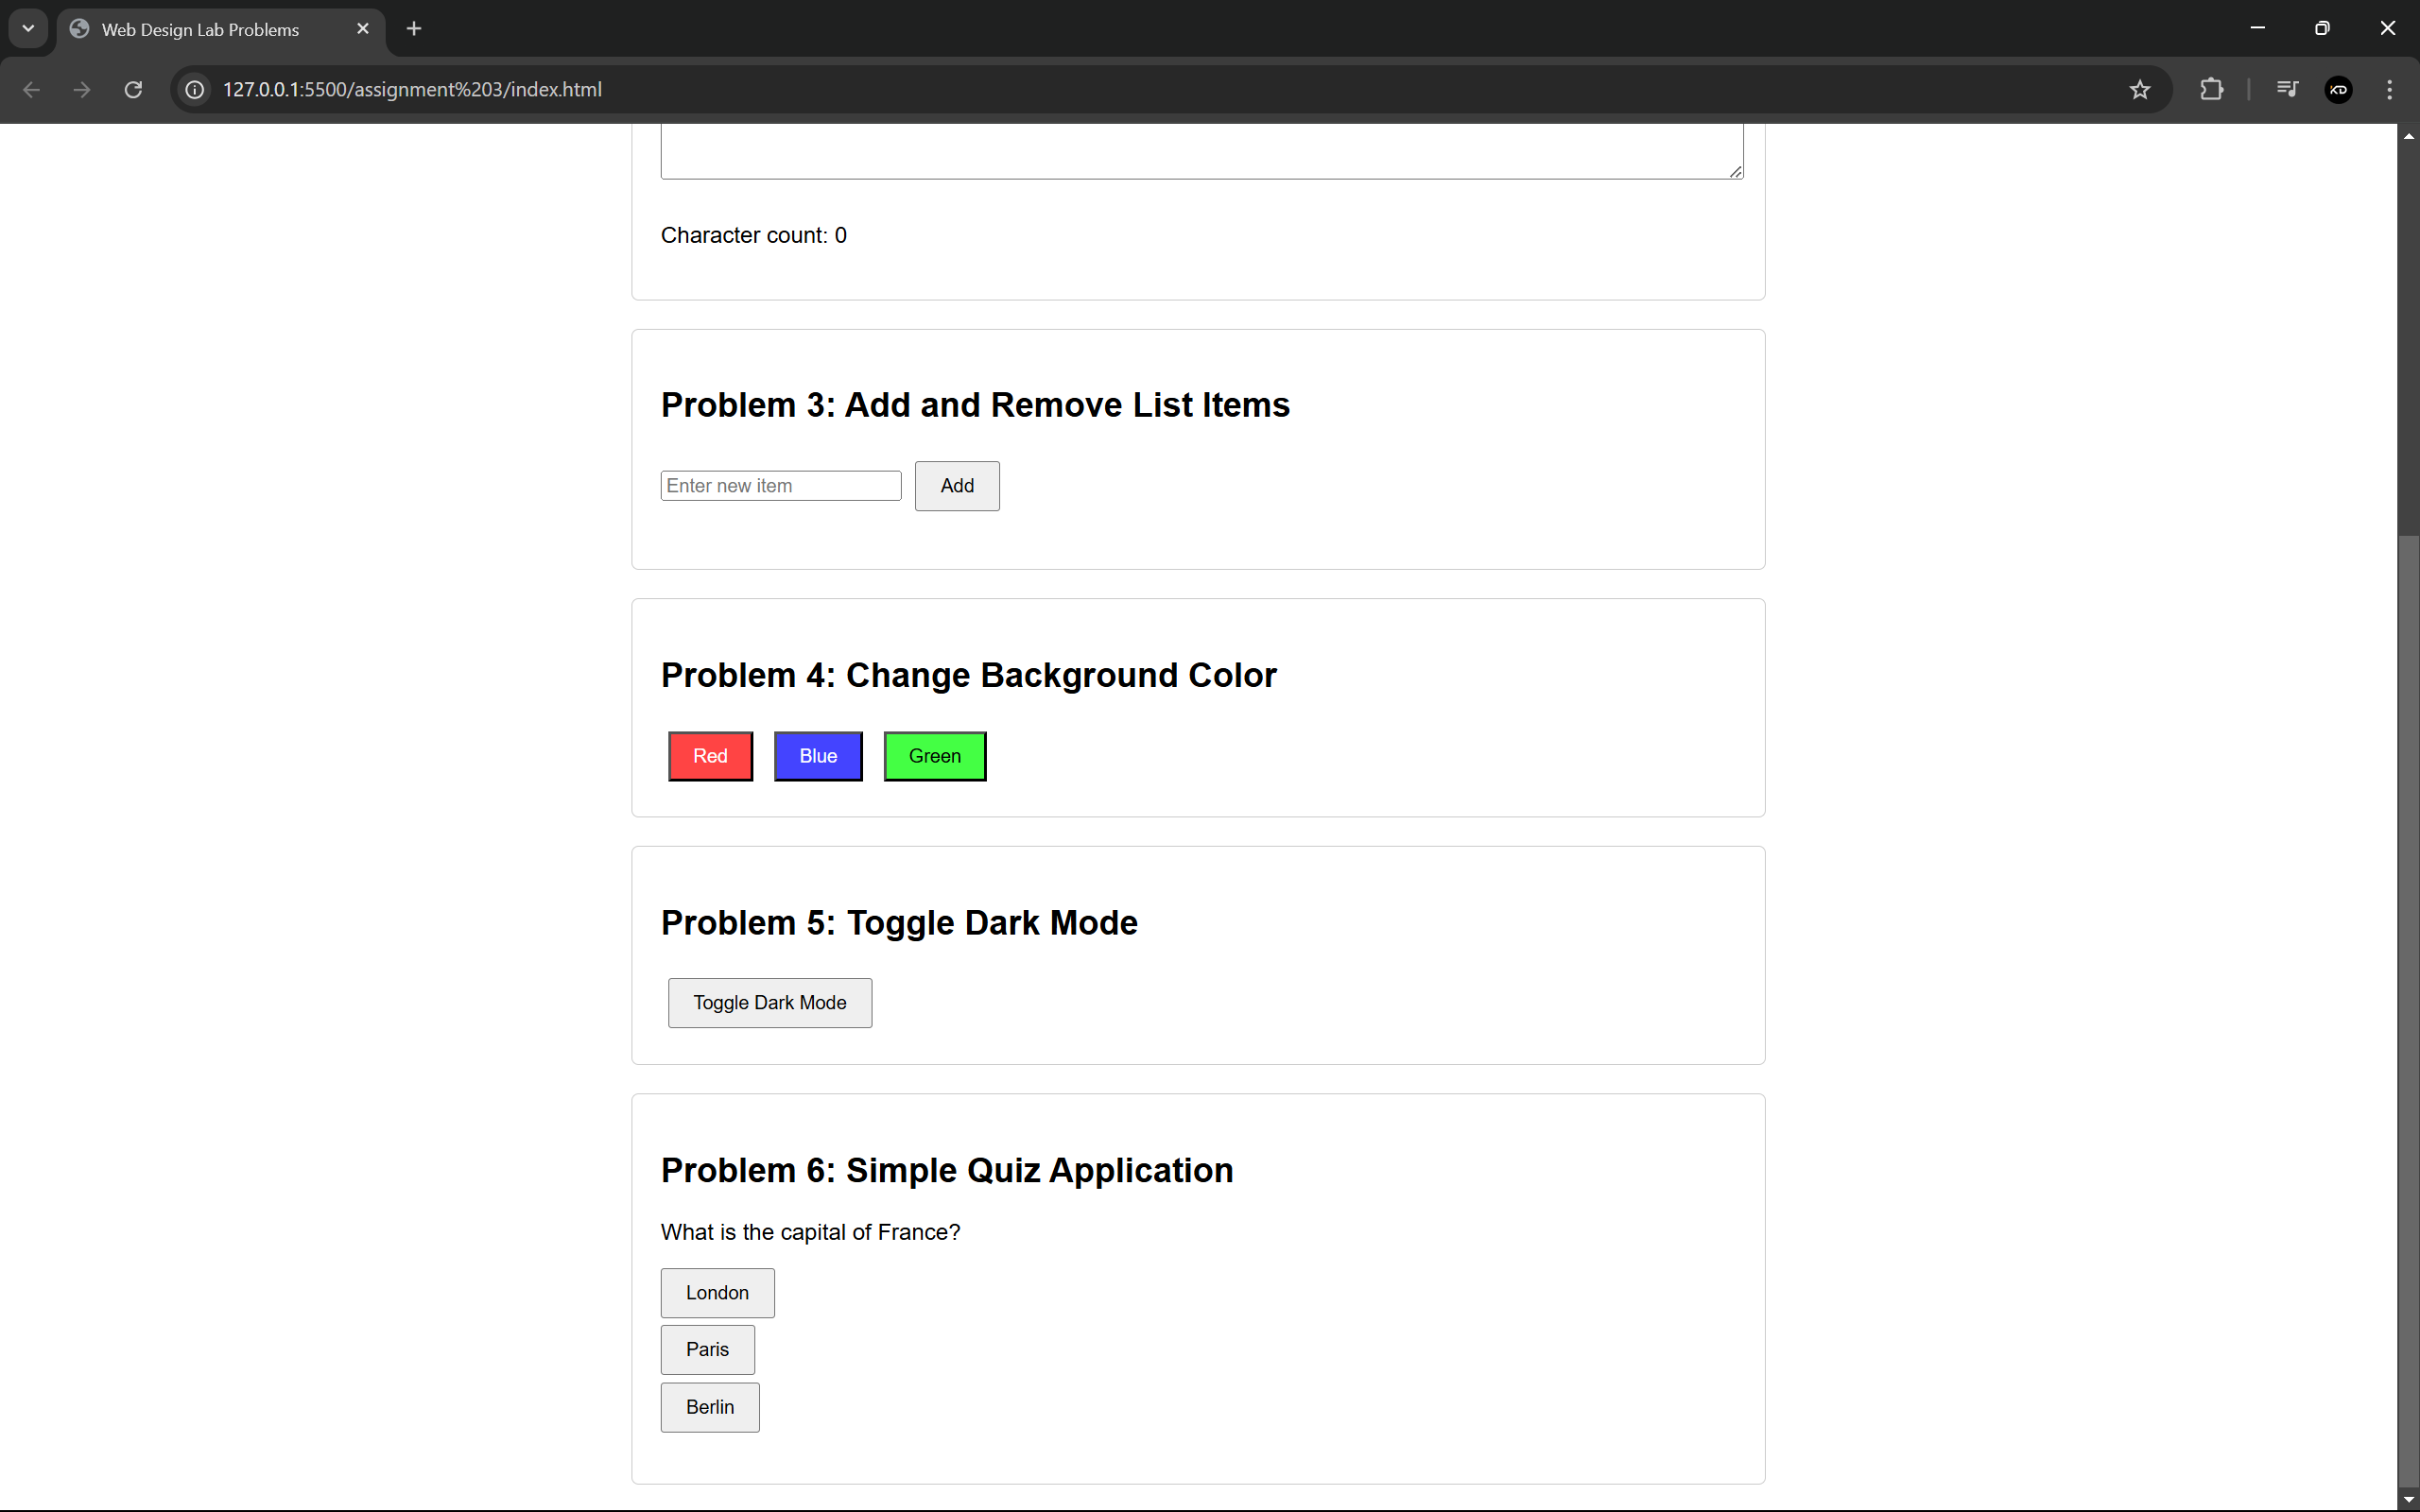 Web Design Lab Problems
127.0.0.1:5500/assignment%203/index.html
KD
Character count: 0
Problem 3: Add and Remove List Items
Enter new item Add
Problem 4: Change Background Color
Red Blue Green
Problem 5: Toggle Dark Mode
Toggle Dark Mode
Problem 6: Simple Quiz Application
What is the capital of France?
London
Paris
Berlin